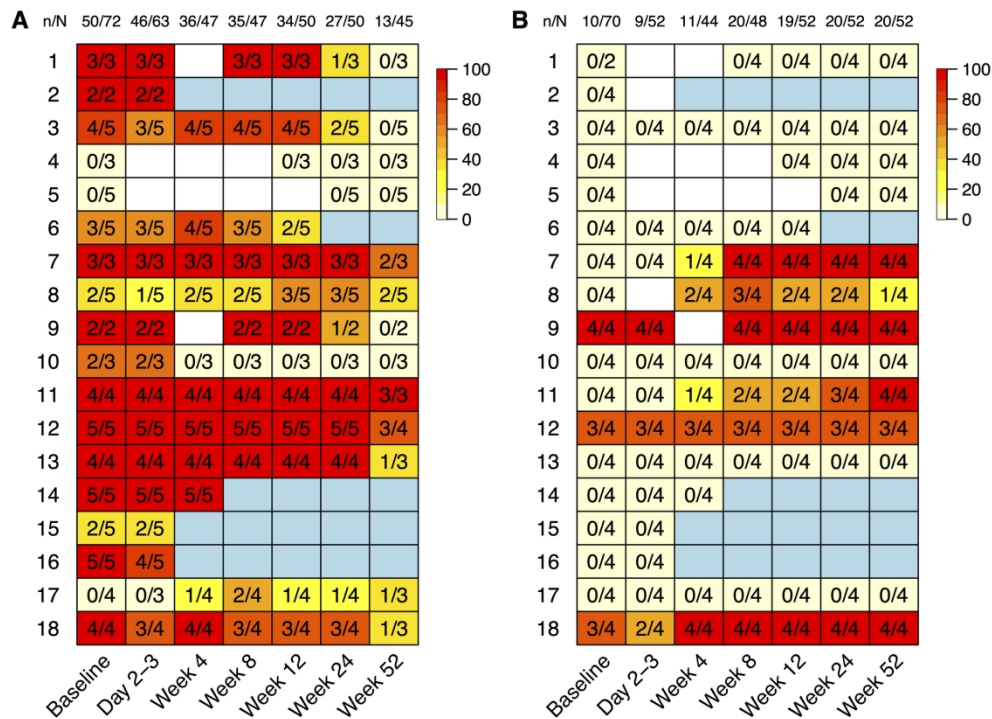 A n/N 50/72 46/63 36/47 35/47 34/50 27/50 13/45
1 3/3 3/3 3/3 3/3 1/3 0/3
2 2/2 2/2
3 4/5 3/5 4/5 4/5 4/5 2/5 0/5
4 0/3 0/3 0/3 0/3
5 0/5 0/5 0/5
6 3/5 3/5 4/5 3/5 2/5
7 3/3 3/3 3/3 3/3 3/3 3/3 2/3
8 2/5 1/5 2/5 2/5 3/5 3/5 2/5
9 2/2 2/2 2/2 2/2 1/2 0/2
10 2/3 2/3 0/3 0/3 0/3 0/3 0/3
11 4/4 4/4 4/4 4/4 4/4 4/4 3/3
12 5/5 5/5 5/5 5/5 5/5 5/5 3/4
13 4/4 4/4 4/4 4/4 4/4 4/4 1/3
14 5/5 5/5 5/5
15 2/5 2/5
16 5/5 4/5
17 0/4 0/3 1/4 2/4 1/4 1/4 1/3
18 4/4 3/4 4/4 3/4 3/4 3/4 1/3
Baseline Day 2–3 Week 4 Week 8 Week 12 Week 24 Week 52
100
80
60
40
20
0
B n/N 10/70 9/52 11/44 20/48 19/52 20/52 20/52
1 0/2 0/4 0/4 0/4 0/4
2 0/4
3 0/4 0/4 0/4 0/4 0/4 0/4 0/4
4 0/4 0/4 0/4 0/4
5 0/4 0/4 0/4
6 0/4 0/4 0/4 0/4 0/4
7 0/4 0/4 1/4 4/4 4/4 4/4 4/4
8 0/4 2/4 3/4 2/4 2/4 1/4
9 4/4 4/4 4/4 4/4 4/4 4/4
10 0/4 0/4 0/4 0/4 0/4 0/4 0/4
11 0/4 0/4 1/4 2/4 2/4 3/4 4/4
12 3/4 3/4 3/4 3/4 3/4 3/4 3/4
13 0/4 0/4 0/4 0/4 0/4 0/4 0/4
14 0/4 0/4 0/4
15 0/4 0/4
16 0/4 0/4
17 0/4 0/4 0/4 0/4 0/4 0/4 0/4
18 3/4 2/4 4/4 4/4 4/4 4/4 4/4
Baseline Day 2–3 Week 4 Week 8 Week 12 Week 24 Week 52
100
80
60
40
20
0